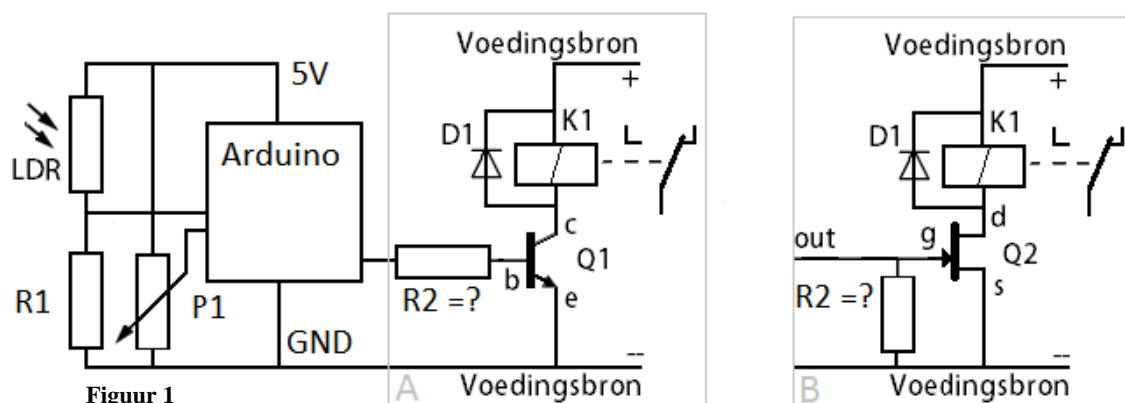 5V
Arduino
LDR
R1
P1
GND
Figuur 1
Voedingsbron
+
D1
K1
c
Q1
b
e
R2 =?
--
A
Voedingsbron
Voedingsbron
+
D1
K1
d
out
g
Q2
s
R2 =?
--
B
Voedingsbron